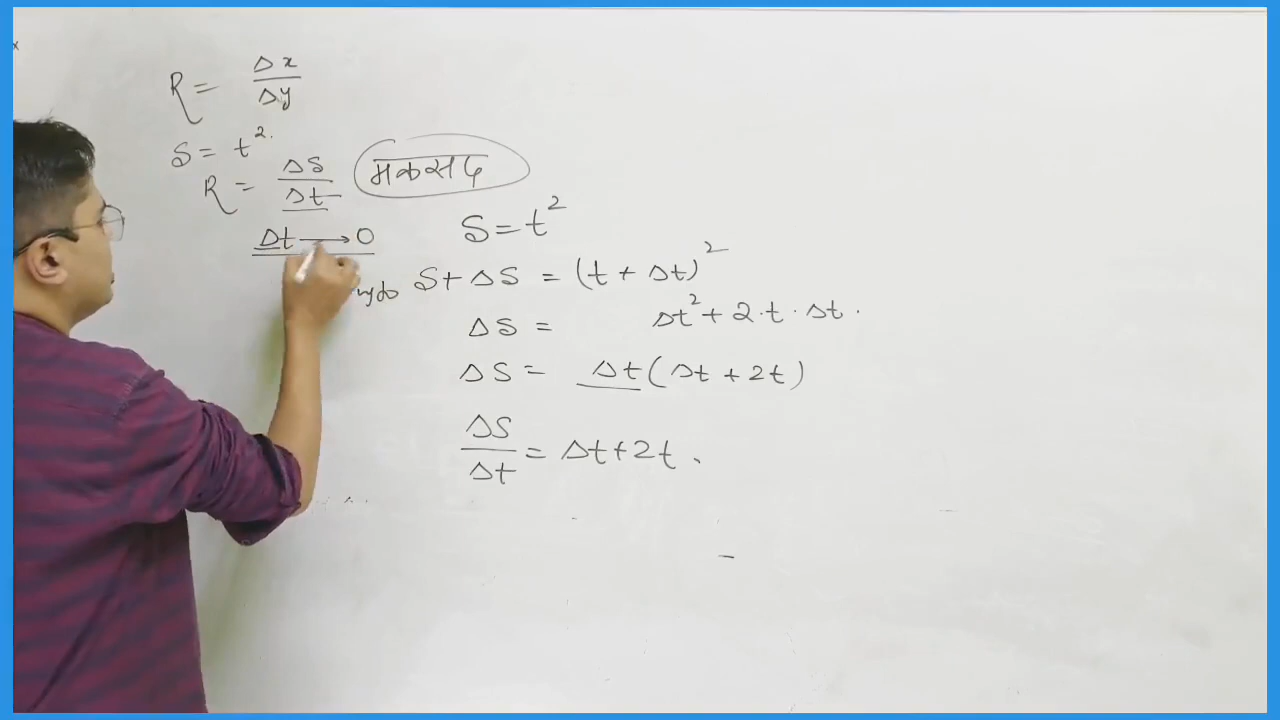 R = Δx/Δy
S = t².
R = ΔS/Δt
मकसद
Δt → 0
S = t²
S + ΔS = (t + Δt)²
ΔS = Δt² + 2·t·Δt.
ΔS = Δt(Δt + 2t)
ΔS/Δt = Δt + 2t.